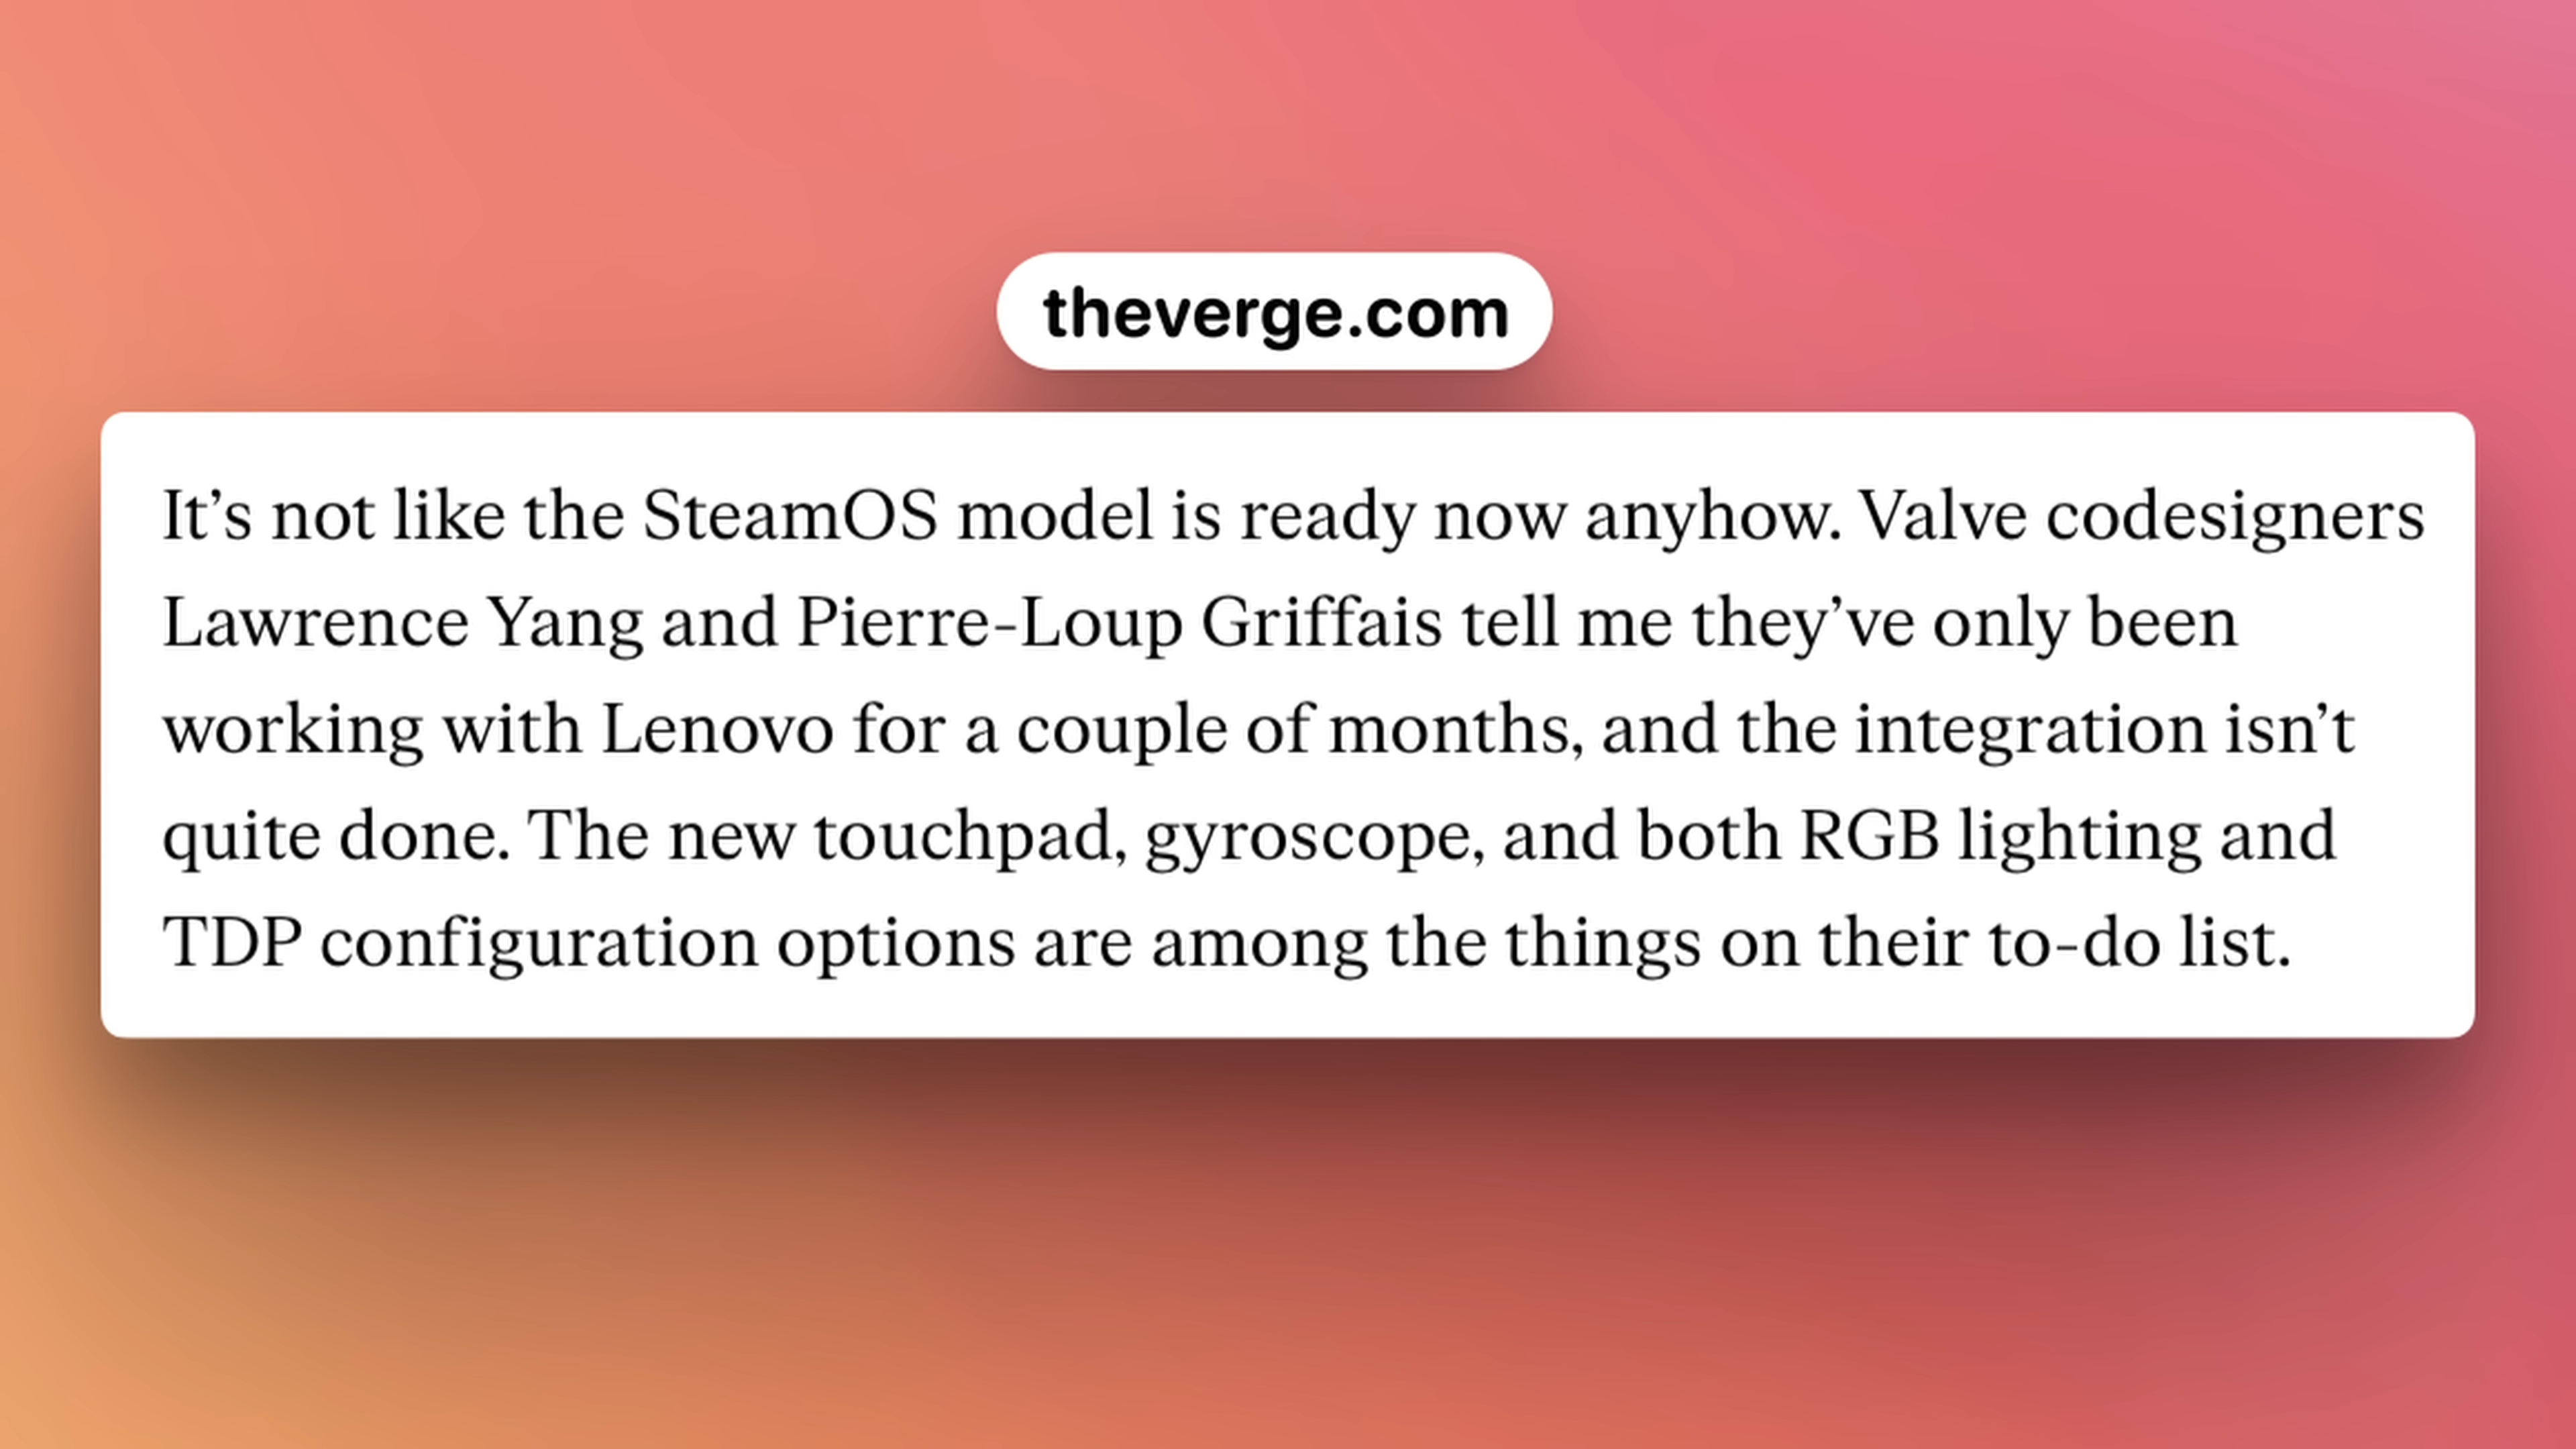 theverge.com
It’s not like the SteamOS model is ready now anyhow. Valve codesigners
Lawrence Yang and Pierre-Loup Griffais tell me they’ve only been
working with Lenovo for a couple of months, and the integration isn’t
quite done. The new touchpad, gyroscope, and both RGB lighting and
TDP configuration options are among the things on their to-do list.